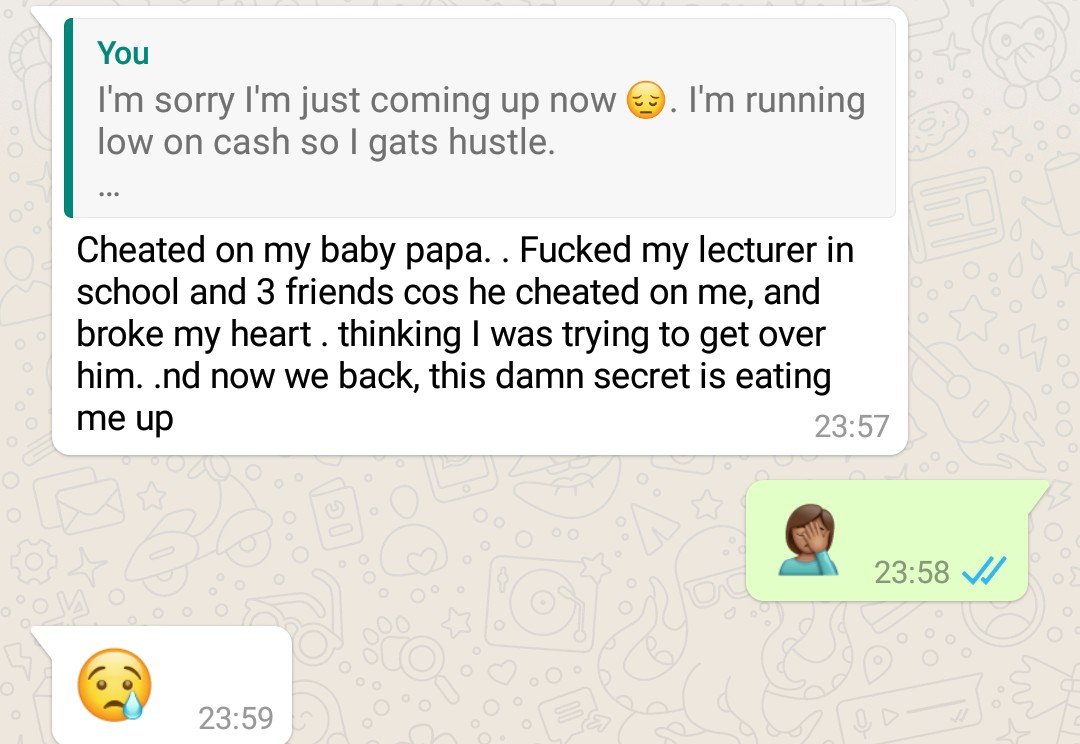 You
I'm sorry I'm just coming up now 😔. I'm running
low on cash so I gats hustle.
...
Cheated on my baby papa. . Fucked my lecturer in
school and 3 friends cos he cheated on me, and
broke my heart . thinking I was trying to get over
him. .nd now we back, this damn secret is eating
me up
23:57
🤦🏽‍♀️ 23:58
😢 23:59